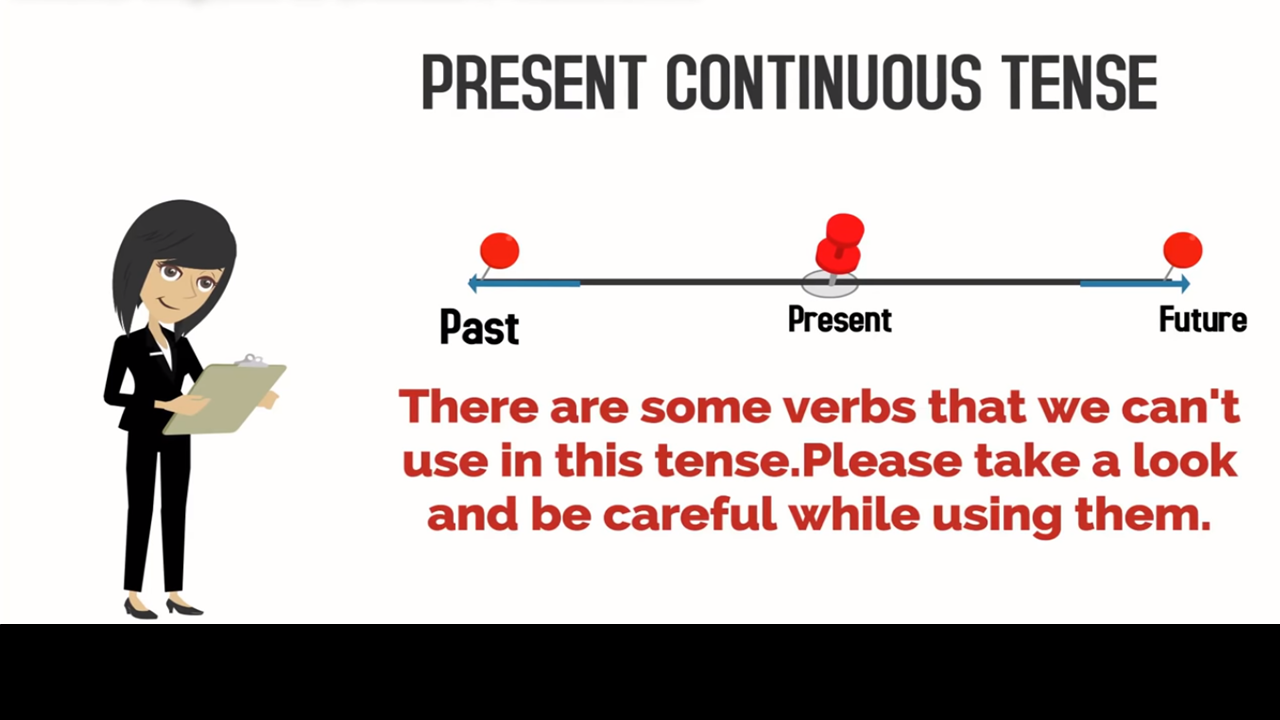 PRESENT CONTINUOUS TENSE
Past
Present
Future
There are some verbs that we can't
use in this tense.Please take a look
and be careful while using them.